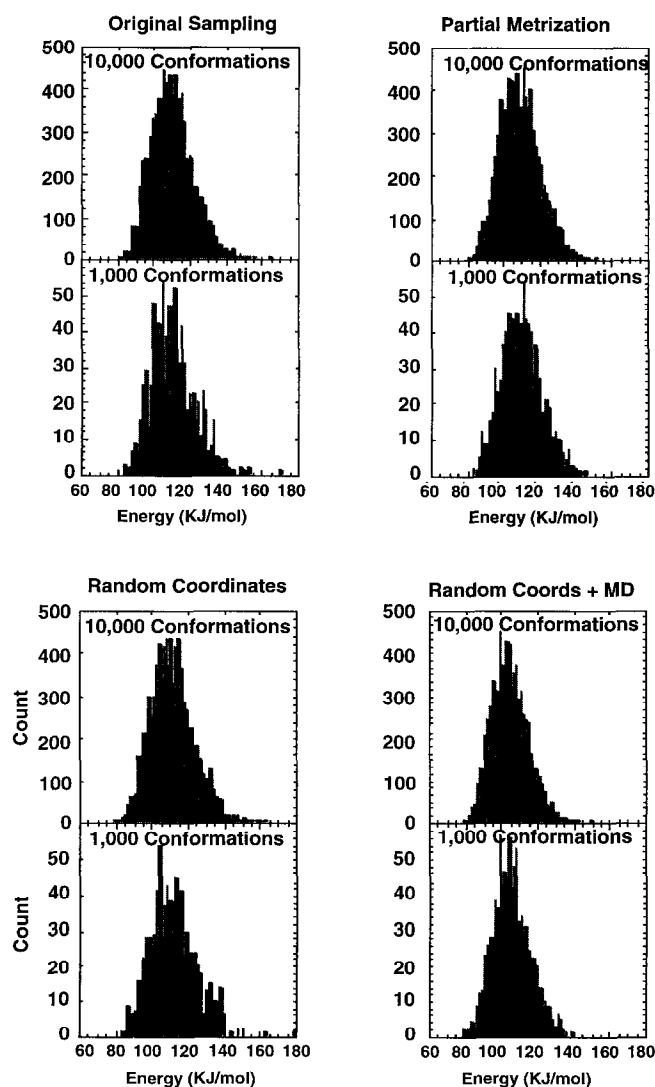 Original Sampling
Partial Metrization
500
10,000 Conformations
400
300
200
100
0
1,000 Conformations
50
40
30
20
10
0
60 80 100 120 140 160 180
Energy (KJ/mol)
500
10,000 Conformations
400
300
200
100
0
1,000 Conformations
50
40
30
20
10
0
60 80 100 120 140 160 180
Energy (KJ/mol)
Random Coordinates
Random Coords + MD
500
10,000 Conformations
400
Count
300
200
100
0
1,000 Conformations
50
40
Count
30
20
10
0
60 80 100 120 140 160 180
Energy (KJ/mol)
500
10,000 Conformations
400
300
200
100
0
1,000 Conformations
50
40
30
20
10
0
60 80 100 120 140 160 180
Energy (KJ/mol)